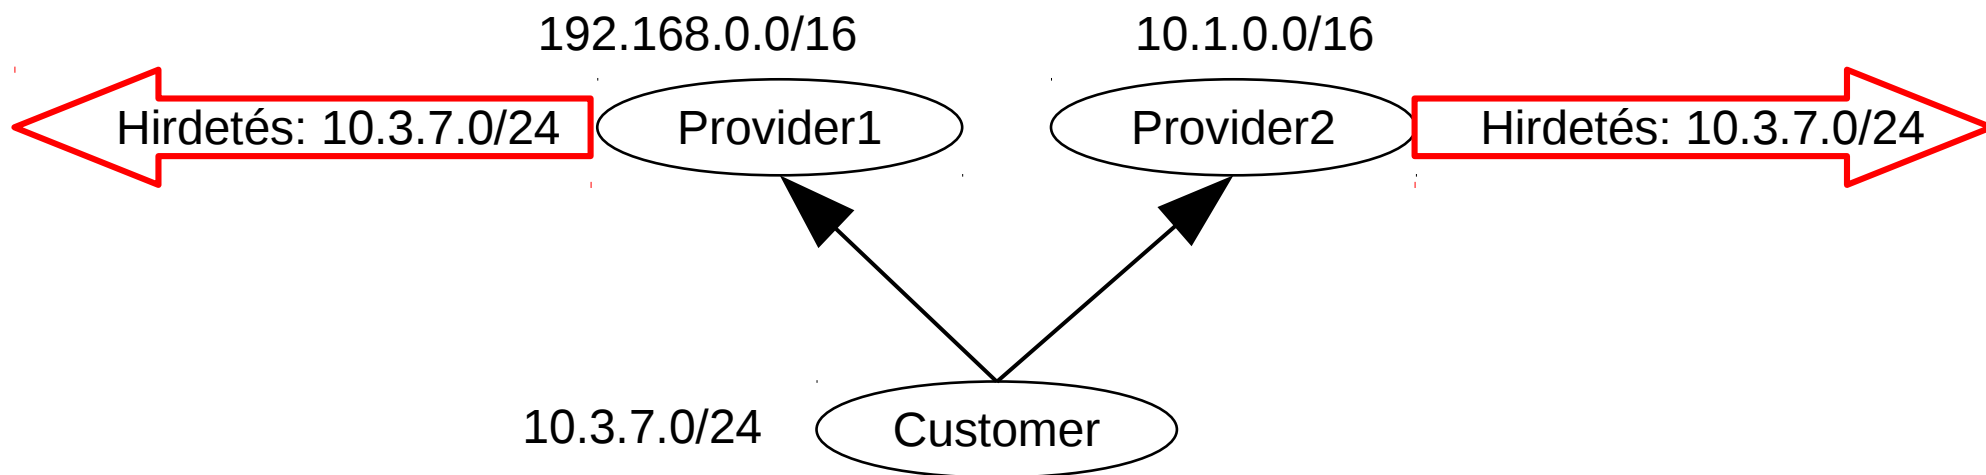 192.168.0.0/16
10.1.0.0/16
Hirdetés: 10.3.7.0/24
Provider1
Provider2
Hirdetés: 10.3.7.0/24
10.3.7.0/24
Customer